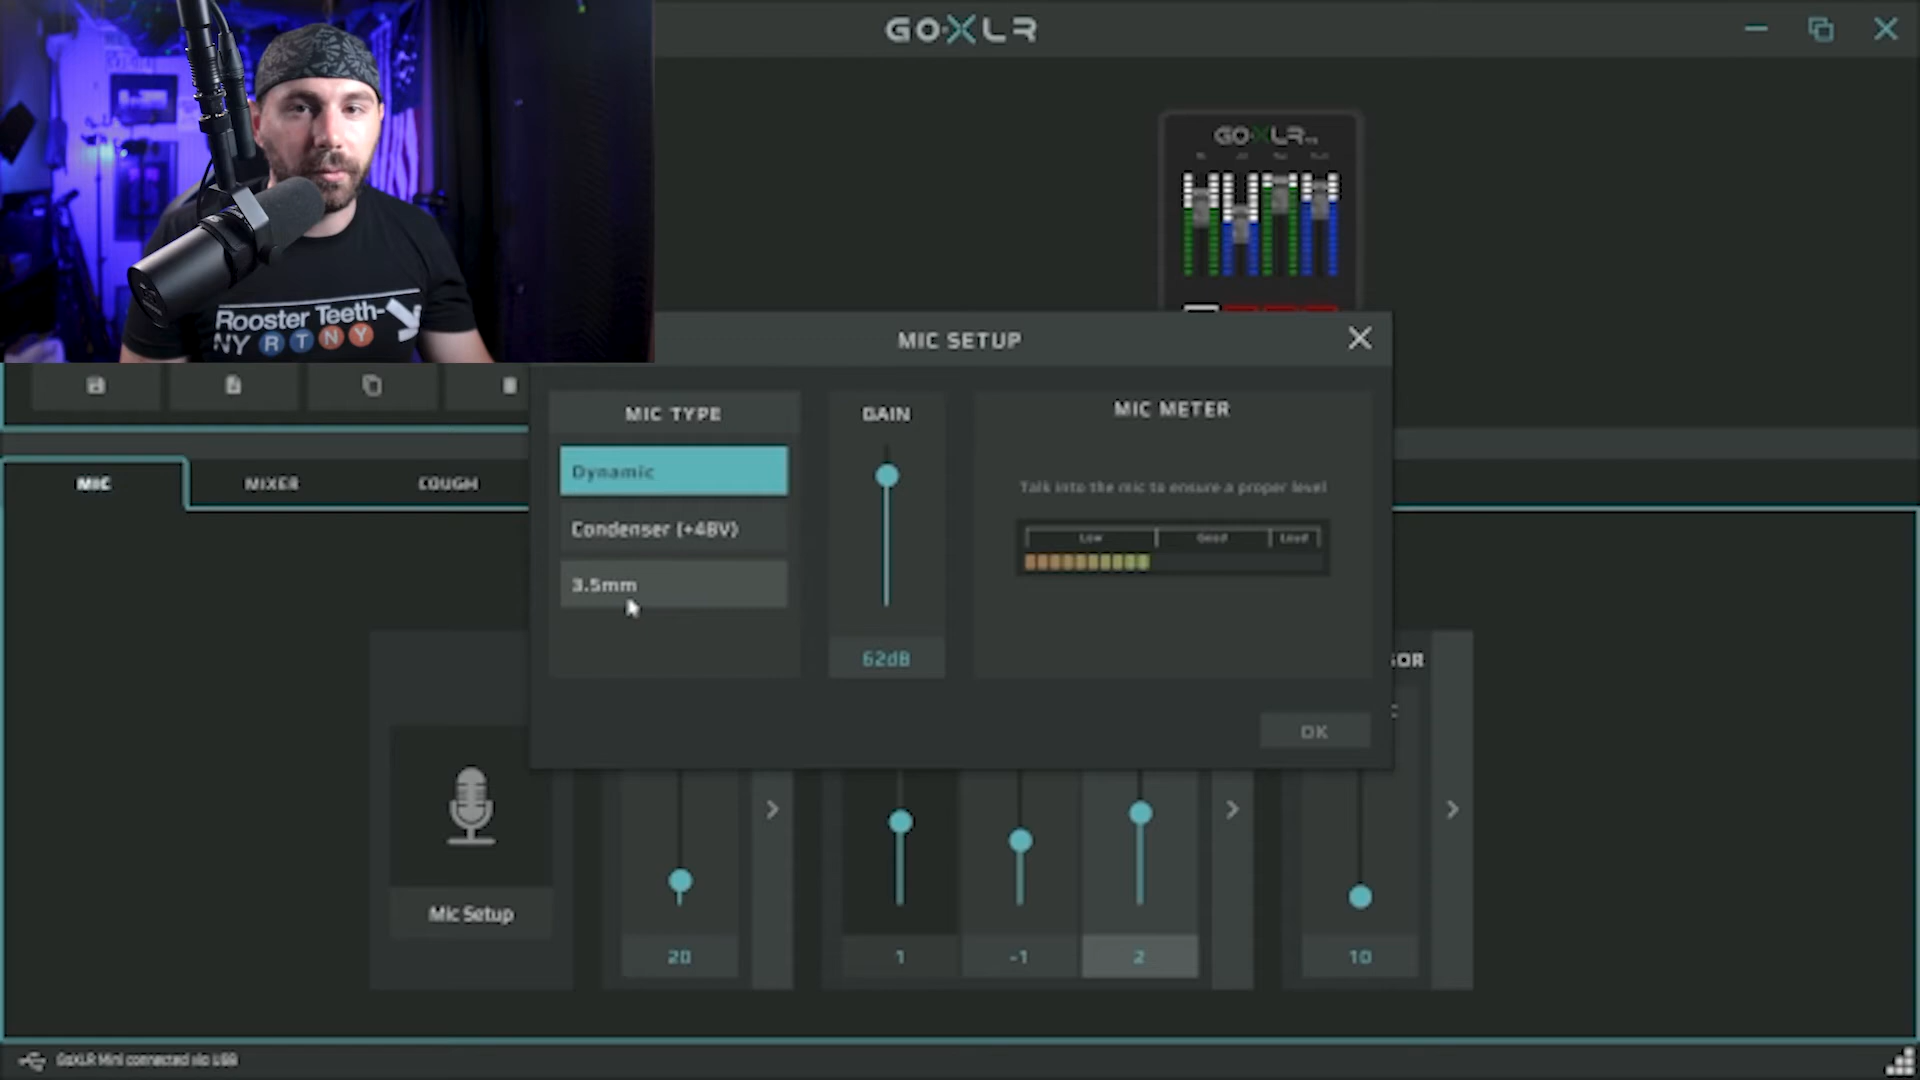 GO·XLR
GO·XLR
Rooster Teeth-
NY R T N Y
MIC SETUP
MIC TYPE
GAIN
MIC METER
Dynamic
Condenser (+48V)
3.5mm
62dB
Talk into the mic to ensure a proper level
Low
Good
Loud
OK
MIC
MIXER
COUGH
Mic Setup
20
1
-1
2
10
GoXLR Mini connected via USB